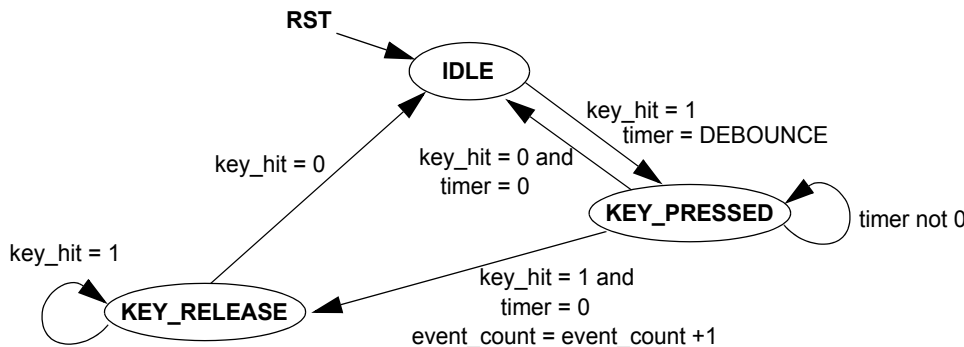 RST
IDLE
key_hit = 1
timer = DEBOUNCE
key_hit = 0
key_hit = 0 and
timer = 0
KEY_PRESSED
timer not 0
key_hit = 1
key_hit = 1 and
timer = 0
event_count = event_count +1
KEY_RELEASE